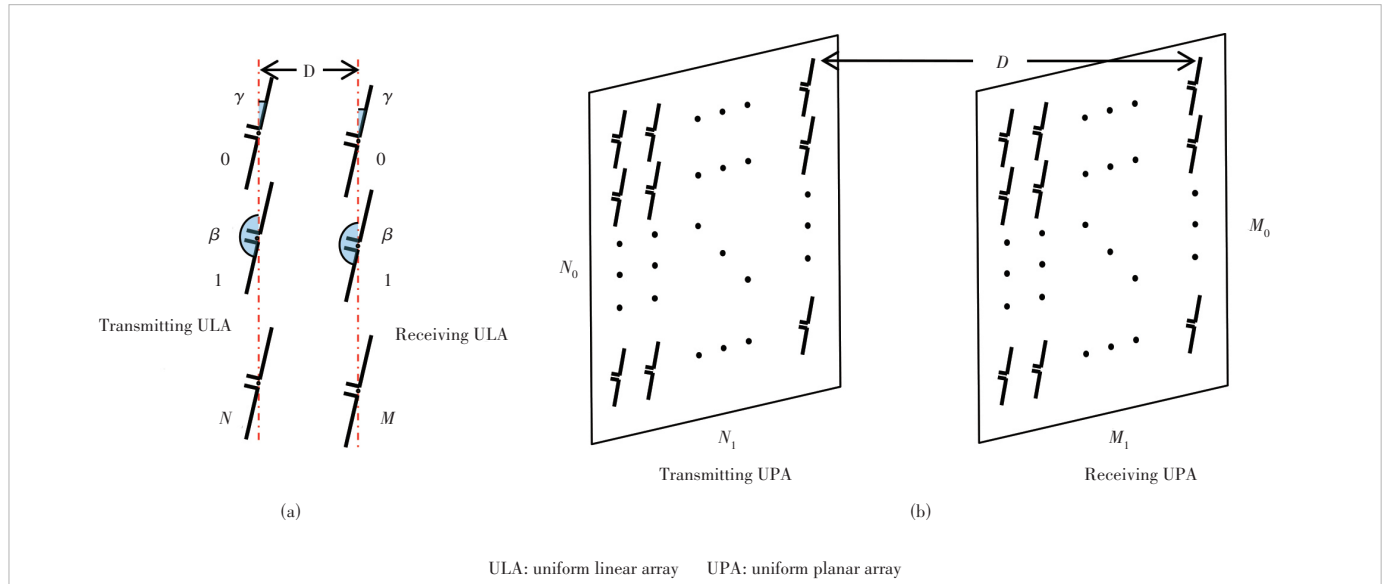 D
γ γ
0 0
β β
1 1
Transmitting ULA Receiving ULA
N M
(a)
D
N₀ M₀
N₁ M₁
Transmitting UPA Receiving UPA
(b)
ULA: uniform linear array UPA: uniform planar array